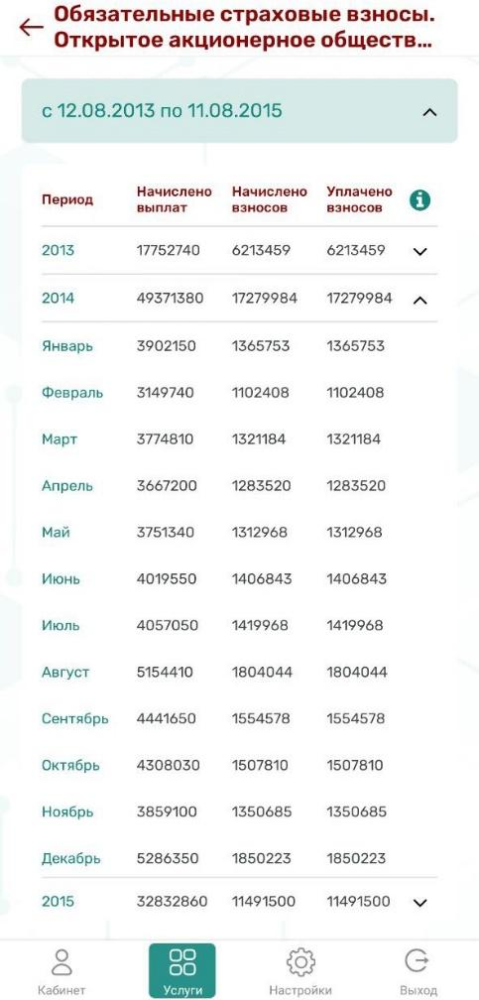 Обязательные страховые взносы.
Открытое акционерное обществ...
с 12.08.2013 по 11.08.2015
Период Начислено выплат Начислено взносов Уплачено взносов i
2013 17752740 6213459 6213459
2014 49371380 17279984 17279984
Январь 3902150 1365753 1365753
Февраль 3149740 1102408 1102408
Март 3774810 1321184 1321184
Апрель 3667200 1283520 1283520
Май 3751340 1312968 1312968
Июнь 4019550 1406843 1406843
Июль 4057050 1419968 1419968
Август 5154410 1804044 1804044
Сентябрь 4441650 1554578 1554578
Октябрь 4308030 1507810 1507810
Ноябрь 3859100 1350685 1350685
Декабрь 5286350 1850223 1850223
2015 32832860 11491500 11491500
Кабинет Услуги Настройки Выход